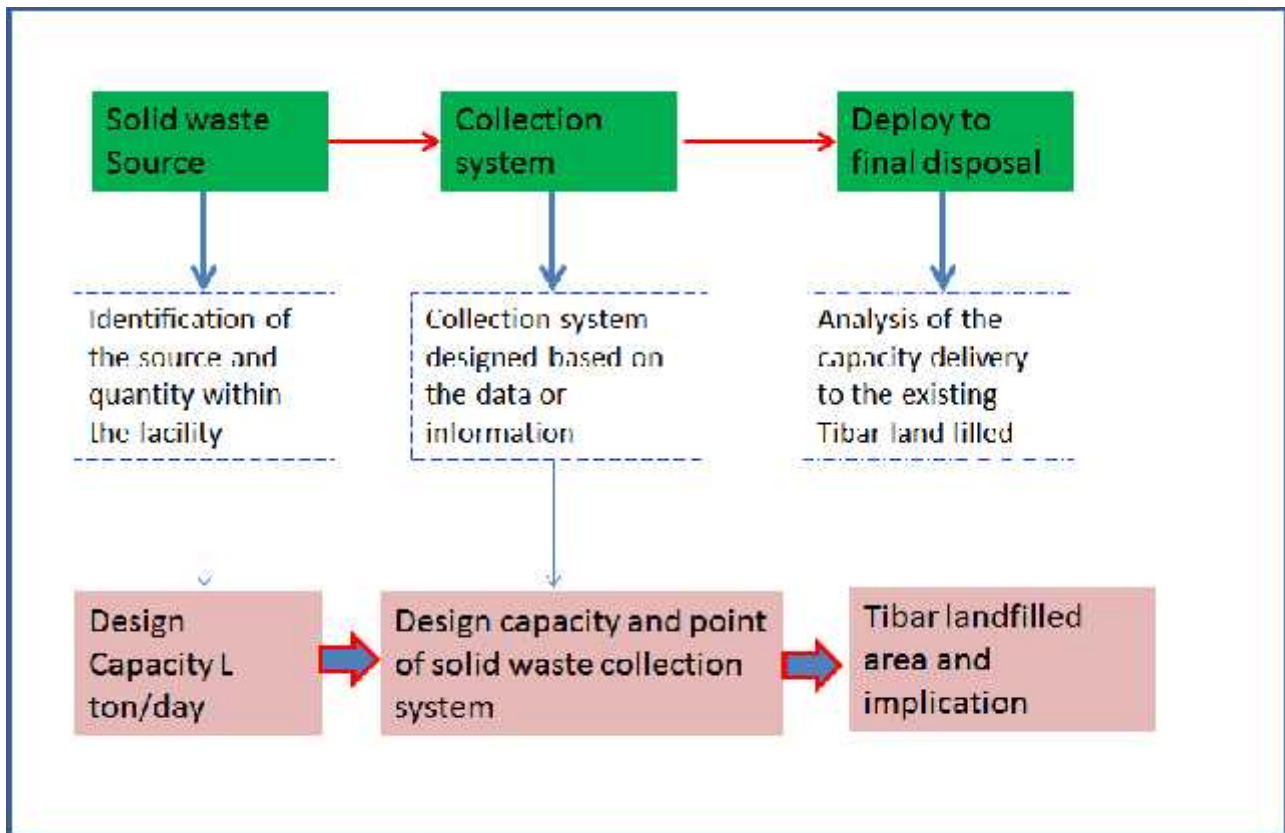 Solid waste
Source
Collection
system
Deploy to
final disposal
Identification of
the source and
quantity within
the lacility
Collection system
designed based on
the data or
information
Analysis of the
capacity delivery
to the existing
Tibar land lilled
Design
Capacity L
ton/day
Design capacity and point
of solid waste collection
system
Tibar landfilled
area and
implication